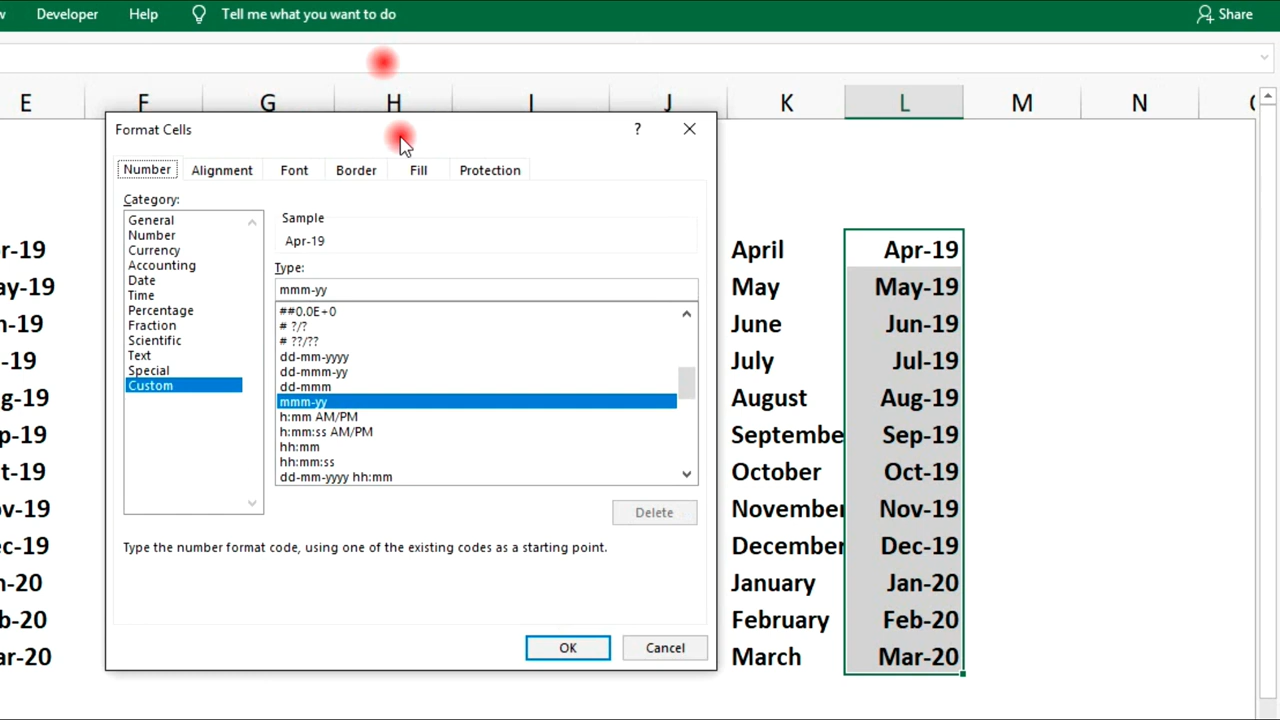 Developer Help Tell me what you want to do Share
E F G H I J K L M N
Format Cells ?
Number Alignment Font Border Fill Protection
Category:
General
Number
Currency
Accounting
Date
Time
Percentage
Fraction
Scientific
Text
Special
Custom
Sample
Apr-19
Type:
mmm-yy
##0.0E+0
# ?/?
# ??/??
dd-mm-yyyy
dd-mmm-yy
dd-mmm
mmm-yy
h:mm AM/PM
h:mm:ss AM/PM
hh:mm
hh:mm:ss
dd-mm-yyyy hh:mm
Delete
Type the number format code, using one of the existing codes as a starting point.
OK Cancel
r-19 April Apr-19
ay-19 May May-19
n-19 June Jun-19
-19 July Jul-19
g-19 August Aug-19
p-19 Septembe Sep-19
t-19 October Oct-19
ov-19 November Nov-19
ec-19 December Dec-19
n-20 January Jan-20
b-20 February Feb-20
ar-20 March Mar-20